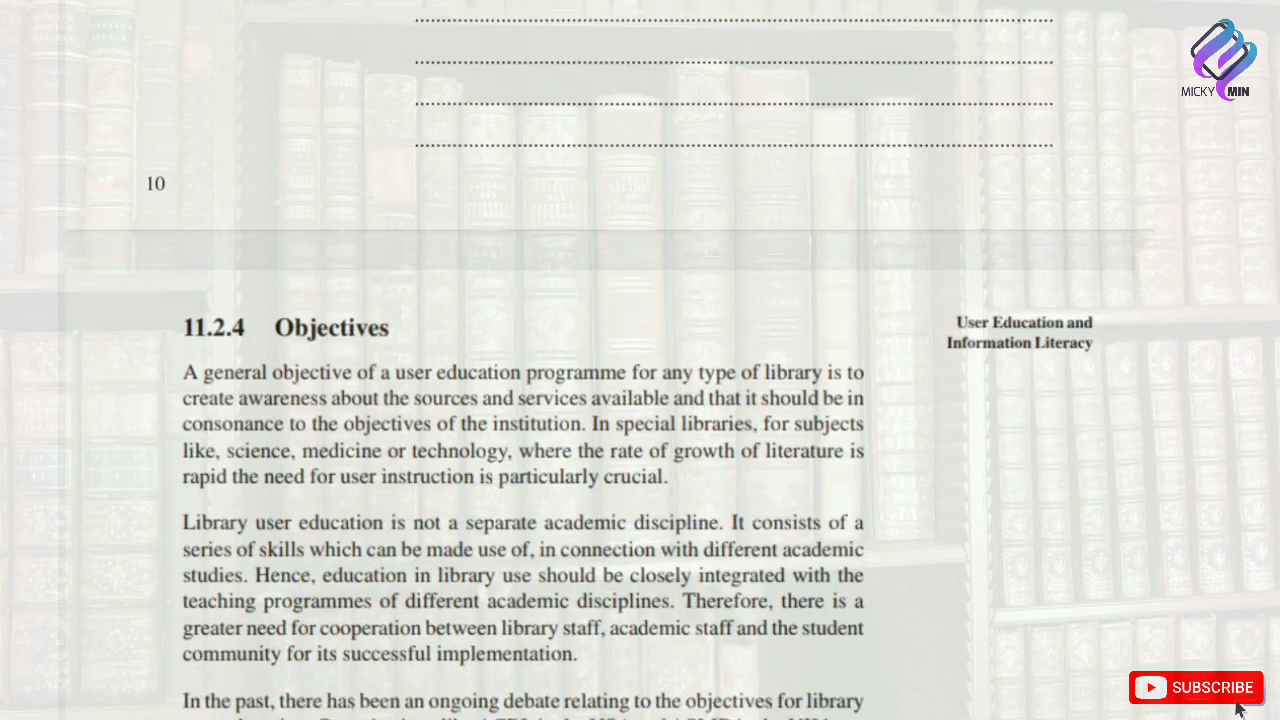 MICKY MIN
10
11.2.4 Objectives
User Education and
Information Literacy
A general objective of a user education programme for any type of library is to
create awareness about the sources and services available and that it should be in
consonance to the objectives of the institution. In special libraries, for subjects
like, science, medicine or technology, where the rate of growth of literature is
rapid the need for user instruction is particularly crucial.
Library user education is not a separate academic discipline. It consists of a
series of skills which can be made use of, in connection with different academic
studies. Hence, education in library use should be closely integrated with the
teaching programmes of different academic disciplines. Therefore, there is a
greater need for cooperation between library staff, academic staff and the student
community for its successful implementation.
In the past, there has been an ongoing debate relating to the objectives for library
SUBSCRIBE